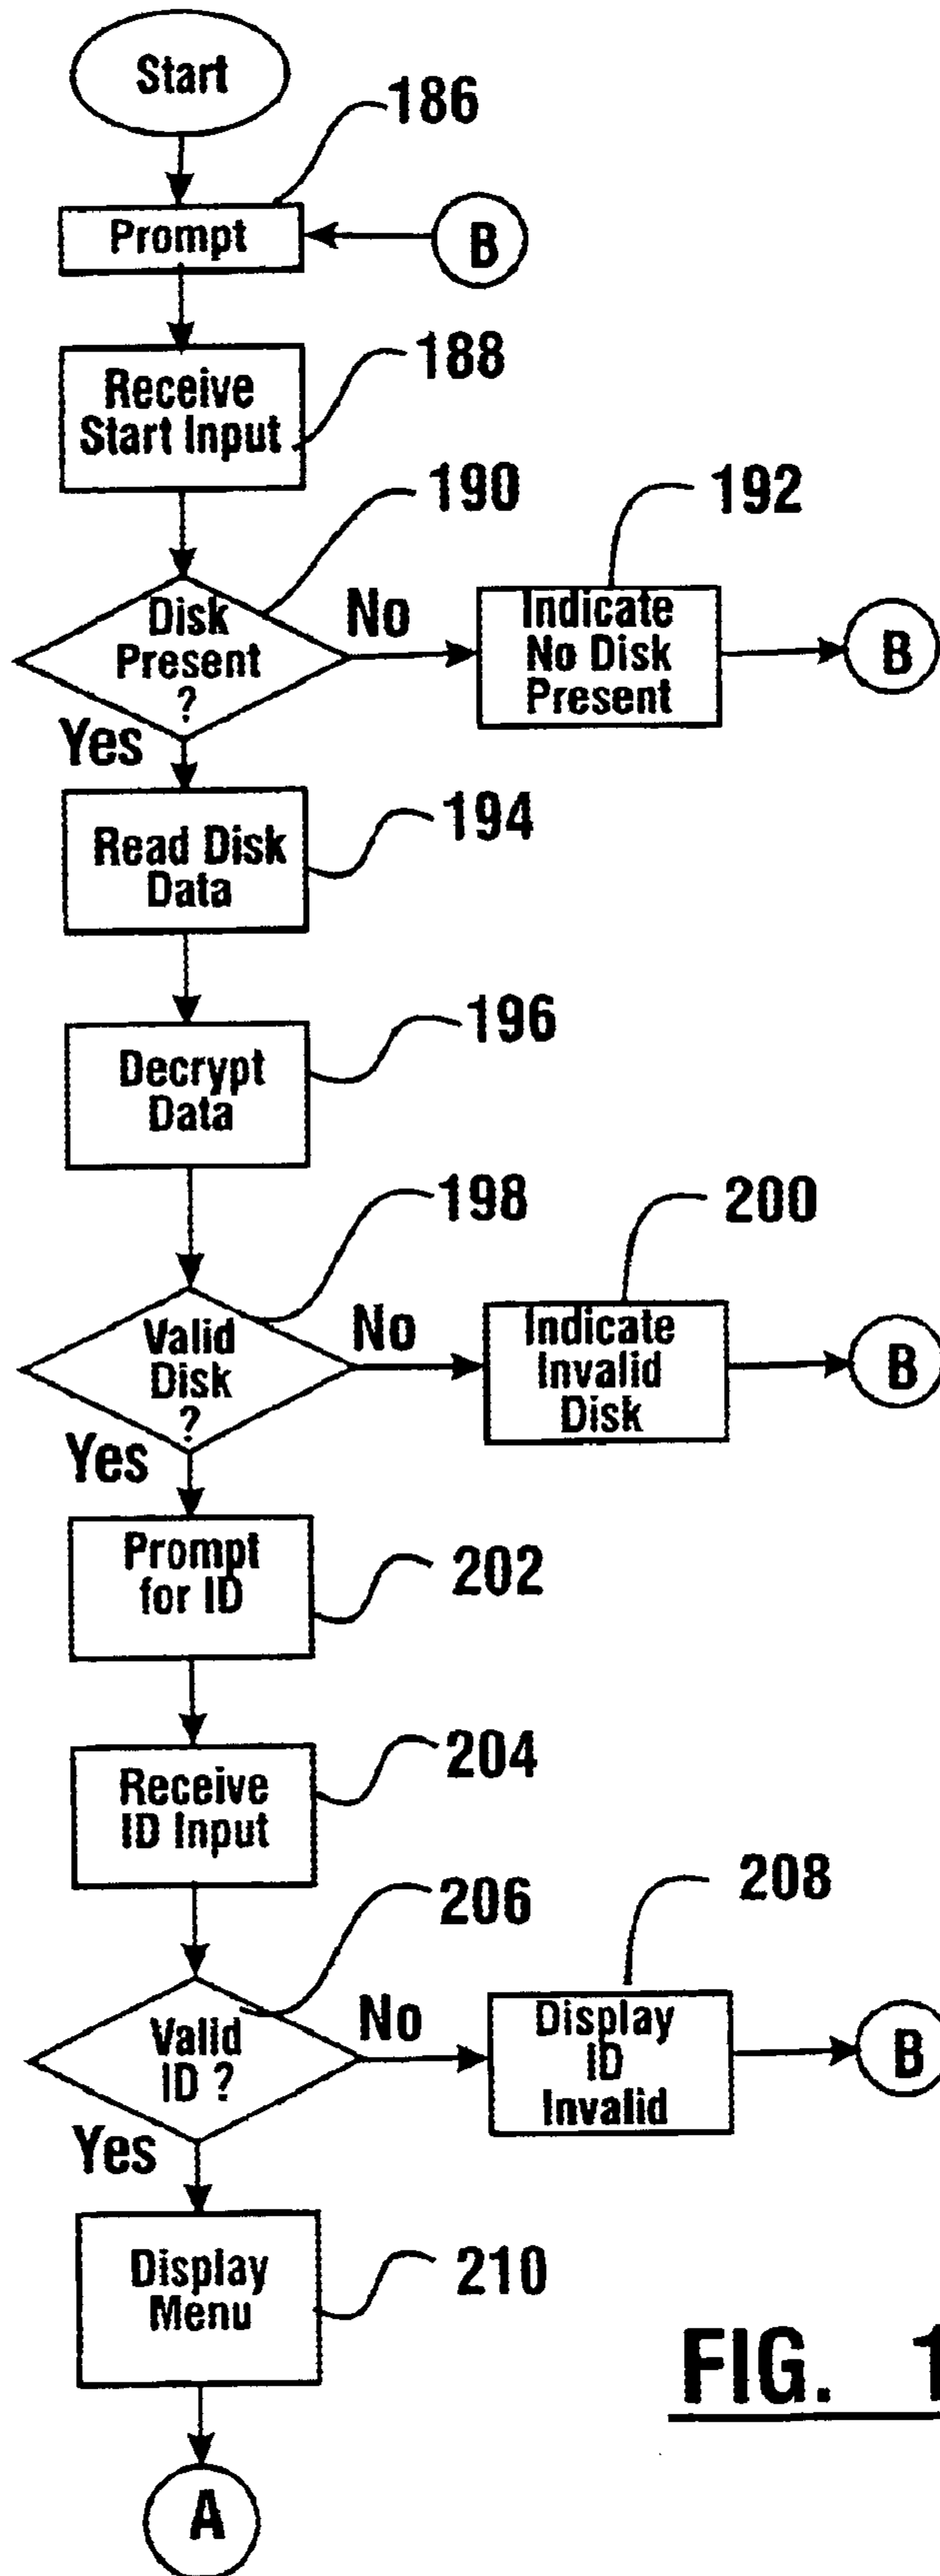 Start
186
Prompt
B
Receive
Start Input
188
Disk
Present
?
190
No
Indicate
No Disk
Present
192
B
Yes
Read Disk
Data
194
Decrypt
Data
196
Valid
Disk
?
198
No
Indicate
Invalid
Disk
200
B
Yes
Prompt
for ID
202
Receive
ID Input
204
Valid
ID ?
206
No
Display
ID
Invalid
208
B
Yes
Display
Menu
210
FIG. 1
A